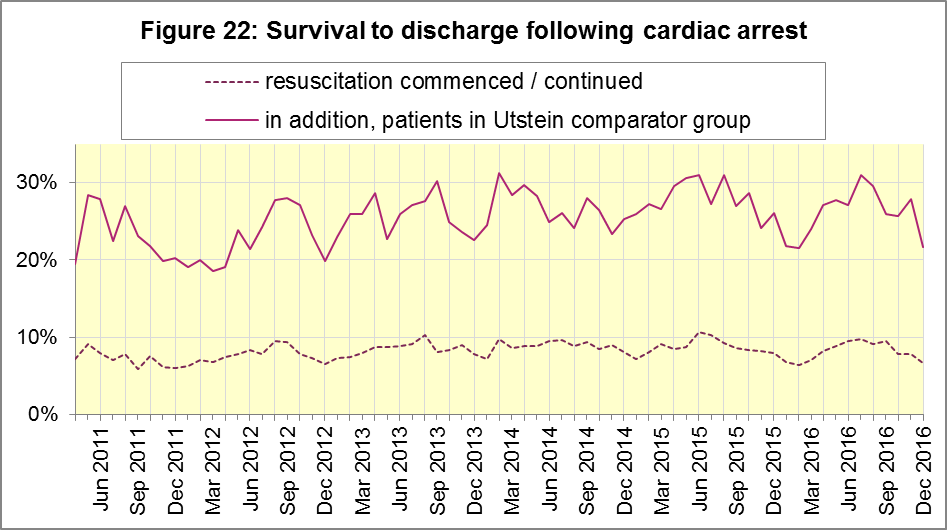 Figure 22: Survival to discharge following cardiac arrest
resuscitation commenced / continued
in addition, patients in Utstein comparator group
30%
20%
10%
0%
Jun 2011
Sep 2011
Dec 2011
Mar 2012
Jun 2012
Sep 2012
Dec 2012
Mar 2013
Jun 2013
Sep 2013
Dec 2013
Mar 2014
Jun 2014
Sep 2014
Dec 2014
Mar 2015
Jun 2015
Sep 2015
Dec 2015
Mar 2016
Jun 2016
Sep 2016
Dec 2016